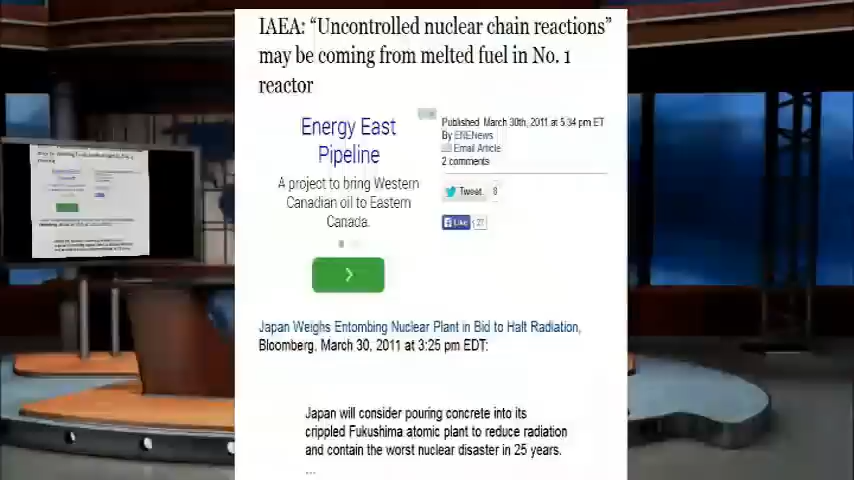 IAEA: “Uncontrolled nuclear chain reactions”
may be coming from melted fuel in No. 1
reactor
Energy East
Pipeline
A project to bring Western
Canadian oil to Eastern
Canada.
Published March 30th, 2011 at 5:34 pm ET
By ENENews
Email Article
2 comments
Tweet 8
Like 27
Japan Weighs Entombing Nuclear Plant in Bid to Halt Radiation,
Bloomberg, March 30, 2011 at 3:25 pm EDT:
Japan will consider pouring concrete into its
crippled Fukushima atomic plant to reduce radiation
and contain the worst nuclear disaster in 25 years.
...